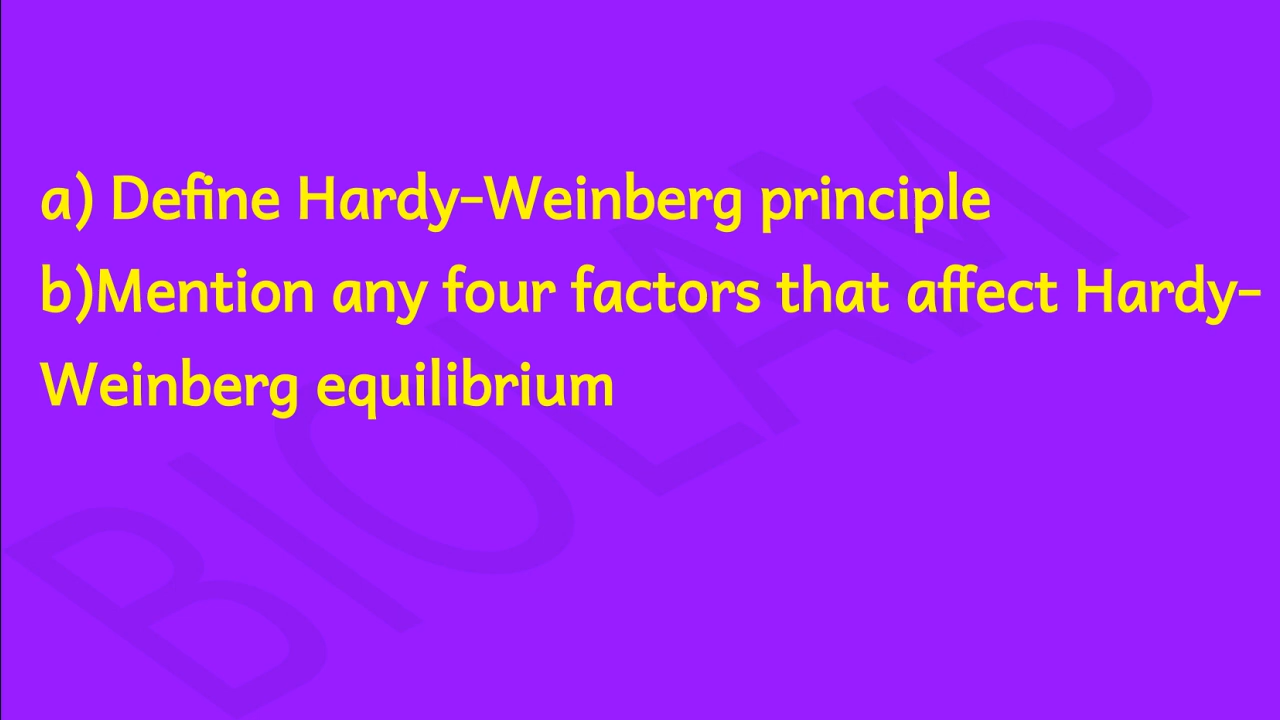 a) Define Hardy-Weinberg principle
b)Mention any four factors that affect Hardy-
Weinberg equilibrium
BIOLAMP